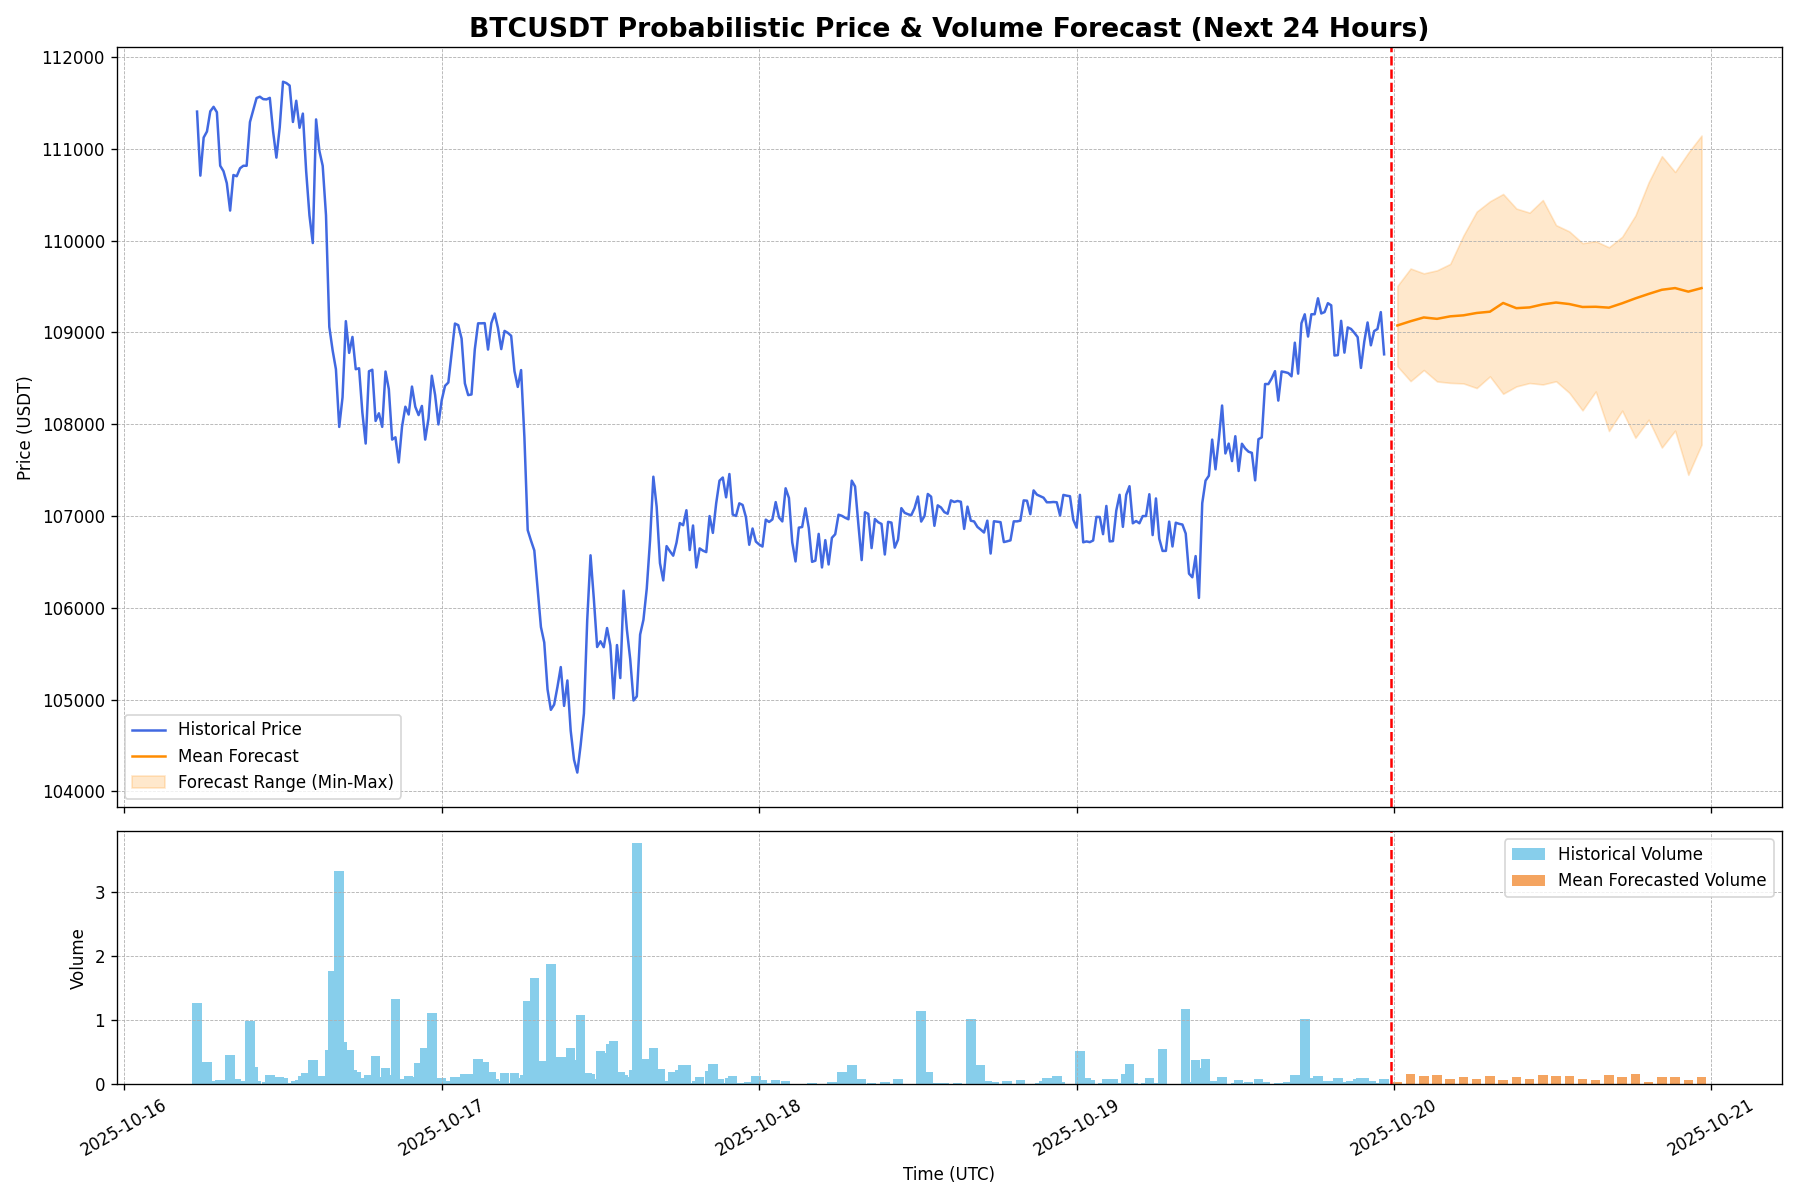 BTCUSDT Probabilistic Price & Volume Forecast (Next 24 Hours)
112000
111000
110000
109000
108000
107000
106000
105000
104000
Price (USDT)
Historical Price
Mean Forecast
Forecast Range (Min-Max)
3
2
1
0
Volume
Historical Volume
Mean Forecasted Volume
2025-10-16
2025-10-17
2025-10-18
2025-10-19
2025-10-20
2025-10-21
Time (UTC)